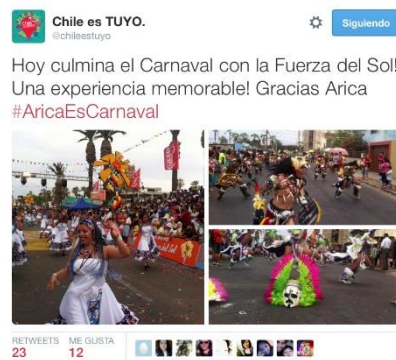 Chile es TUYO.
@chileestuyo
Siguiendo
Hoy culmina el Carnaval con la Fuerza del Sol!
Una experiencia memorable! Gracias Arica
#AricaEsCarnaval
RETWEETS ME GUSTA
23 12